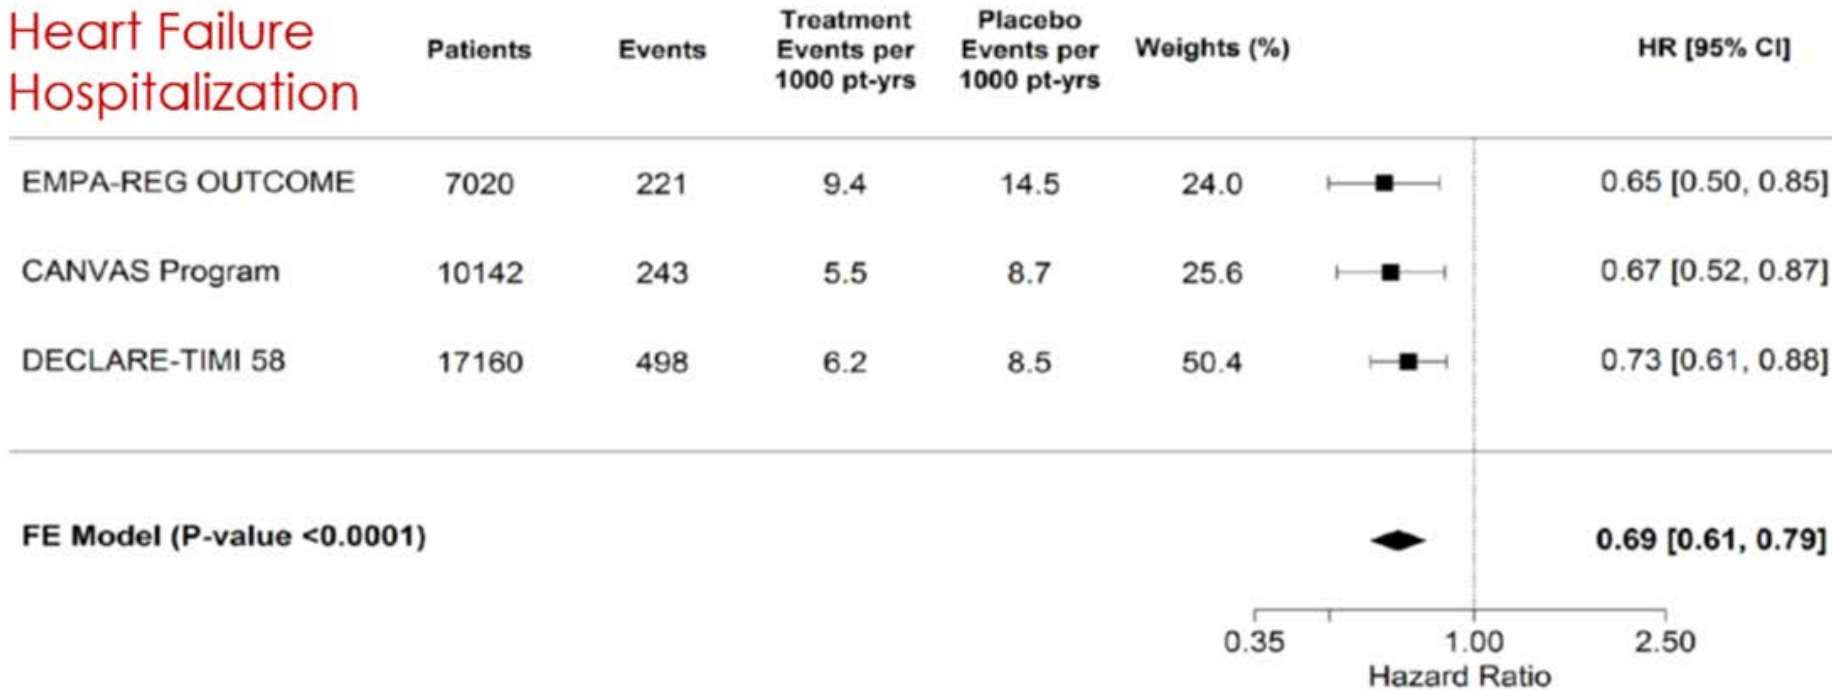 Heart Failure
Hospitalization
Patients Events Treatment Events per 1000 pt-yrs Placebo Events per 1000 pt-yrs Weights (%) HR [95% CI]
EMPA-REG OUTCOME 7020 221 9.4 14.5 24.0 0.65 [0.50, 0.85]
CANVAS Program 10142 243 5.5 8.7 25.6 0.67 [0.52, 0.87]
DECLARE-TIMI 58 17160 498 6.2 8.5 50.4 0.73 [0.61, 0.88]
FE Model (P-value <0.0001) 0.69 [0.61, 0.79]
0.35 1.00 2.50
Hazard Ratio